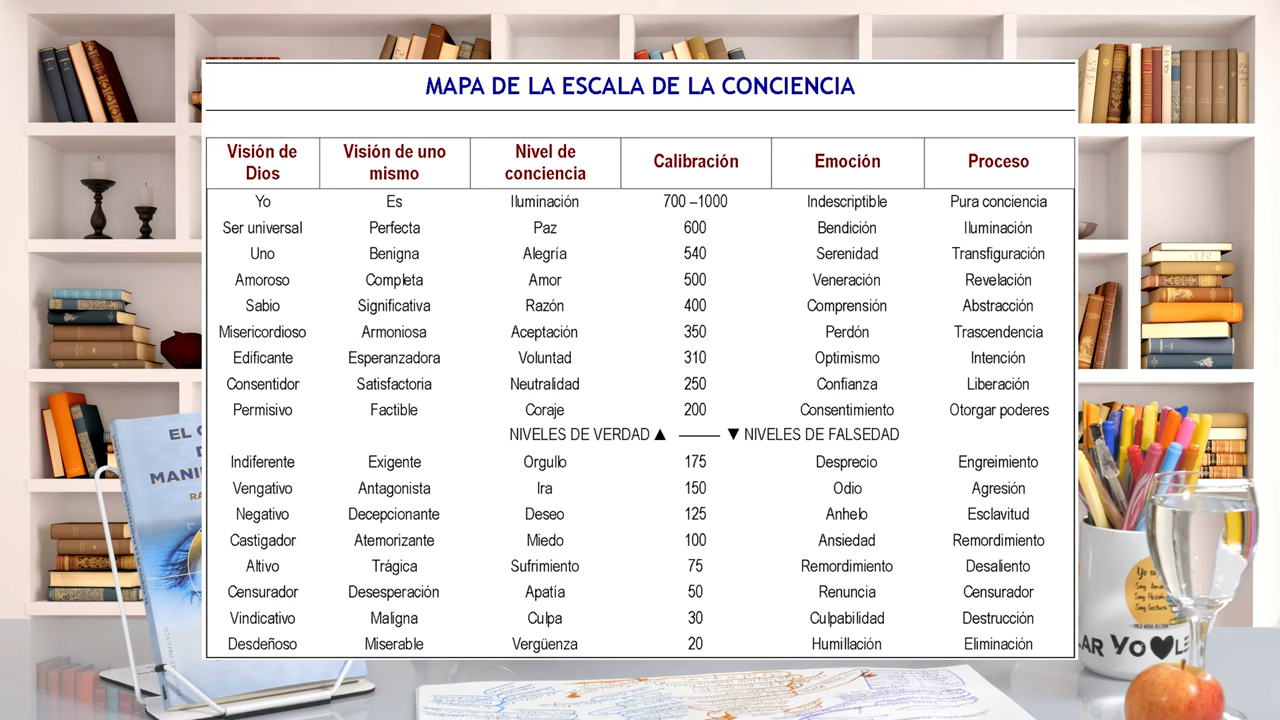 MAPA DE LA ESCALA DE LA CONCIENCIA
Visión de Dios Visión de uno mismo Nivel de conciencia Calibración Emoción Proceso
Yo Es Iluminación 700 –1000 Indescriptible Pura conciencia
Ser universal Perfecta Paz 600 Bendición Iluminación
Uno Benigna Alegría 540 Serenidad Transfiguración
Amoroso Completa Amor 500 Veneración Revelación
Sabio Significativa Razón 400 Comprensión Abstracción
Misericordioso Armoniosa Aceptación 350 Perdón Trascendencia
Edificante Esperanzadora Voluntad 310 Optimismo Intención
Consentidor Satisfactoria Neutralidad 250 Confianza Liberación
Permisivo Factible Coraje 200 Consentimiento Otorgar poderes
NIVELES DE VERDAD ▲ —— ▼ NIVELES DE FALSEDAD
Indiferente Exigente Orgullo 175 Desprecio Engreimiento
Vengativo Antagonista Ira 150 Odio Agresión
Negativo Decepcionante Deseo 125 Anhelo Esclavitud
Castigador Atemorizante Miedo 100 Ansiedad Remordimiento
Altivo Trágica Sufrimiento 75 Remordimiento Desaliento
Censurador Desesperación Apatía 50 Renuncia Censurador
Vindicativo Maligna Culpa 30 Culpabilidad Destrucción
Desdeñoso Miserable Vergüenza 20 Humillación Eliminación
EL
MANI
Yo
LAR YO♥LE